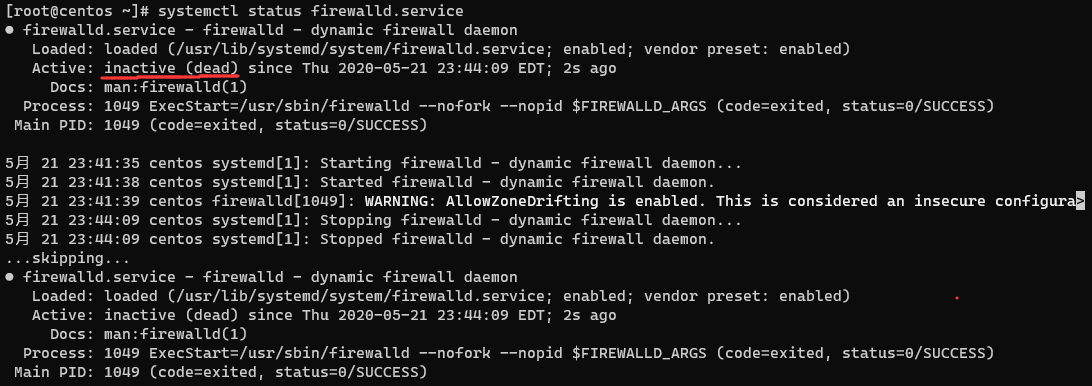 [root@centos ~]# systemctl status firewalld.service
● firewalld.service - firewalld - dynamic firewall daemon
   Loaded: loaded (/usr/lib/systemd/system/firewalld.service; enabled; vendor preset: enabled)
   Active: inactive (dead) since Thu 2020-05-21 23:44:09 EDT; 2s ago
     Docs: man:firewalld(1)
  Process: 1049 ExecStart=/usr/sbin/firewalld --nofork --nopid $FIREWALLD_ARGS (code=exited, status=0/SUCCESS)
 Main PID: 1049 (code=exited, status=0/SUCCESS)

5月 21 23:41:35 centos systemd[1]: Starting firewalld - dynamic firewall daemon...
5月 21 23:41:38 centos systemd[1]: Started firewalld - dynamic firewall daemon.
5月 21 23:41:39 centos firewalld[1049]: WARNING: AllowZoneDrifting is enabled. This is considered an insecure configura>
5月 21 23:44:09 centos systemd[1]: Stopping firewalld - dynamic firewall daemon...
5月 21 23:44:09 centos systemd[1]: Stopped firewalld - dynamic firewall daemon.
...skipping...
● firewalld.service - firewalld - dynamic firewall daemon
   Loaded: loaded (/usr/lib/systemd/system/firewalld.service; enabled; vendor preset: enabled)
   Active: inactive (dead) since Thu 2020-05-21 23:44:09 EDT; 2s ago
     Docs: man:firewalld(1)
  Process: 1049 ExecStart=/usr/sbin/firewalld --nofork --nopid $FIREWALLD_ARGS (code=exited, status=0/SUCCESS)
 Main PID: 1049 (code=exited, status=0/SUCCESS)